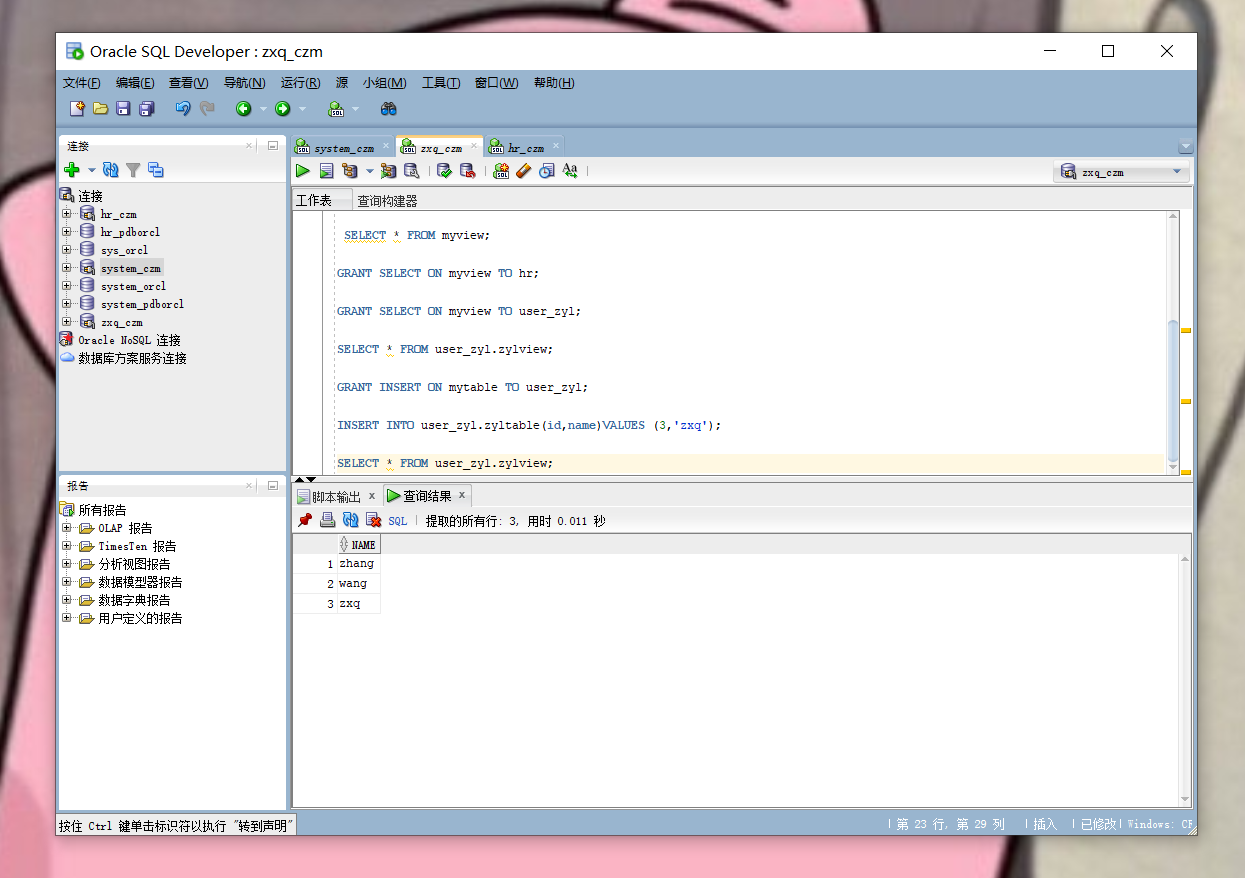 Oracle SQL Developer : zxq_czm
文件(F) 编辑(E) 查看(V) 导航(N) 运行(R) 源 小组(M) 工具(T) 窗口(W) 帮助(H)
连接
连接
hr_czm
hr_pdborcl
sys_orcl
system_czm
system_orcl
system_pdborcl
zxq_czm
Oracle NoSQL 连接
数据库方案服务连接
报告
所有报告
OLAP 报告
TimesTen 报告
分析视图报告
数据模型器报告
数据字典报告
用户定义的报告
system_czm zxq_czm hr_czm
zxq_czm
工作表 查询构建器
SELECT * FROM myview;
GRANT SELECT ON myview TO hr;
GRANT SELECT ON myview TO user_zyl;
SELECT * FROM user_zyl.zylview;
GRANT INSERT ON mytable TO user_zyl;
INSERT INTO user_zyl.zyltable(id,name)VALUES (3,'zxq');
SELECT * FROM user_zyl.zylview;
脚本输出 x 查询结果 x
SQL | 提取的所有行: 3, 用时 0.011 秒
NAME
1 zhang
2 wang
3 zxq
按住 Ctrl 键单击标识符以执行 "转到声明"
| 第 23 行, 第 29 列 | 插入 | 已修改 | Windows: CR